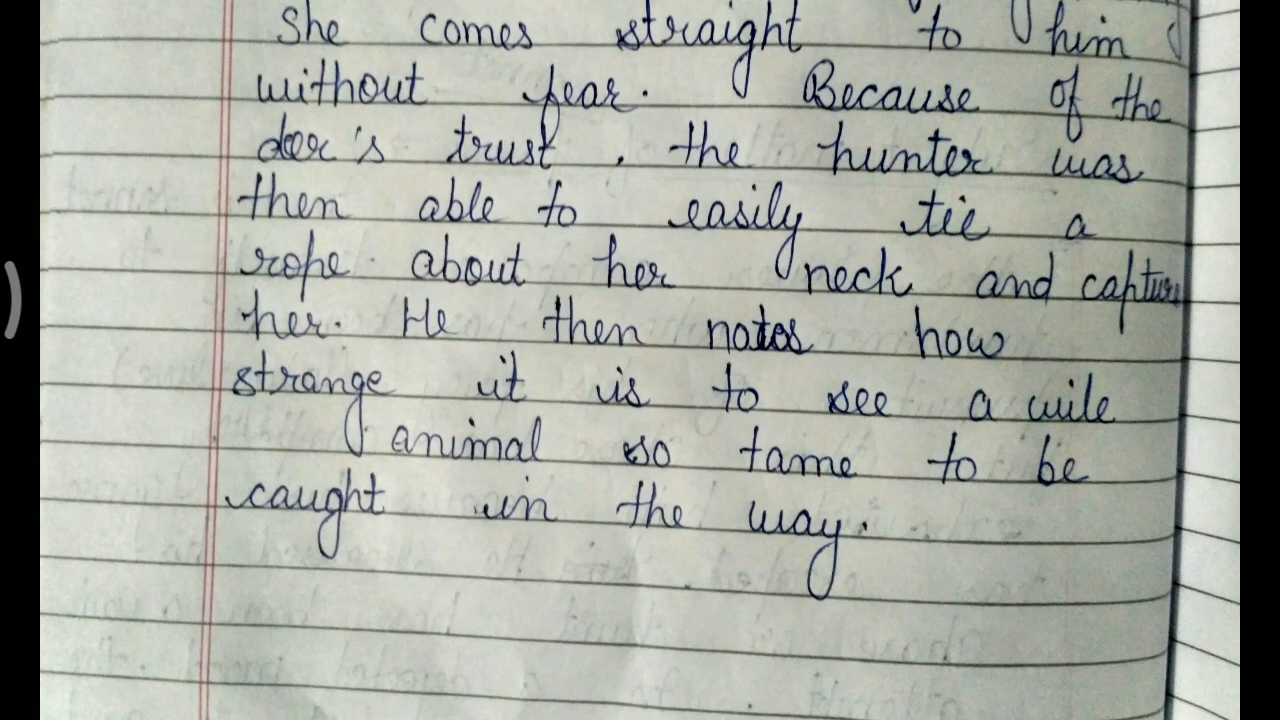 She comes straight to him
without fear. Because of the
deer's trust, the hunter was
then able to easily tie a
rope about her neck and capture
her. He then notes how
strange it is to see a wile
animal so tame to be
caught in the way.